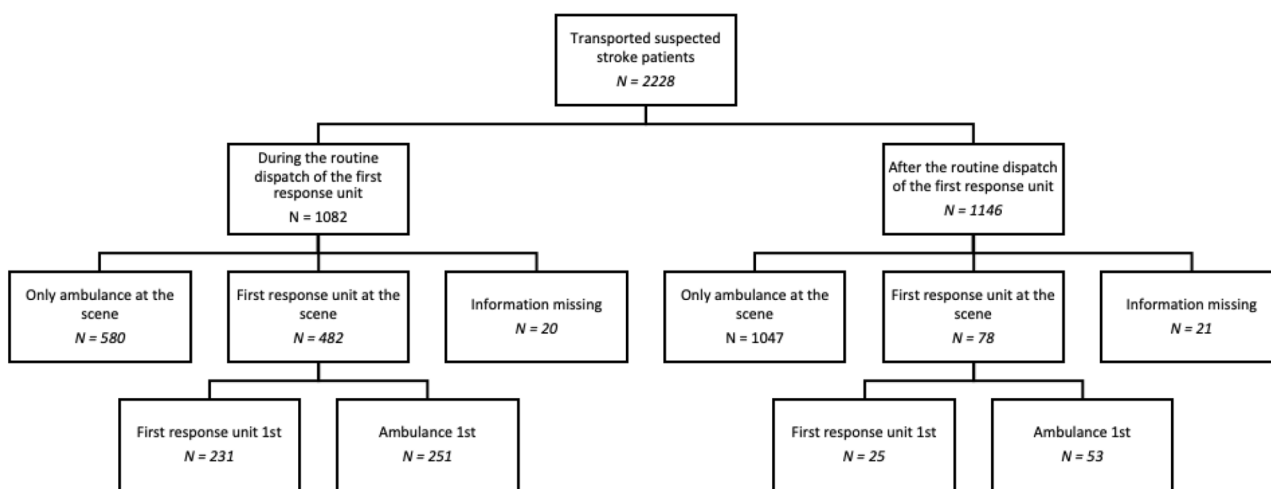 Transported suspected
stroke patients
N = 2228
During the routine
dispatch of the first
response unit
N = 1082
After the routine dispatch
of the first response unit
N = 1146
Only ambulance at the
scene
N = 580
First response unit at the
scene
N = 482
Information missing
N = 20
Only ambulance at the
scene
N = 1047
First response unit at the
scene
N = 78
Information missing
N = 21
First response unit 1st
N = 231
Ambulance 1st
N = 251
First response unit 1st
N = 25
Ambulance 1st
N = 53